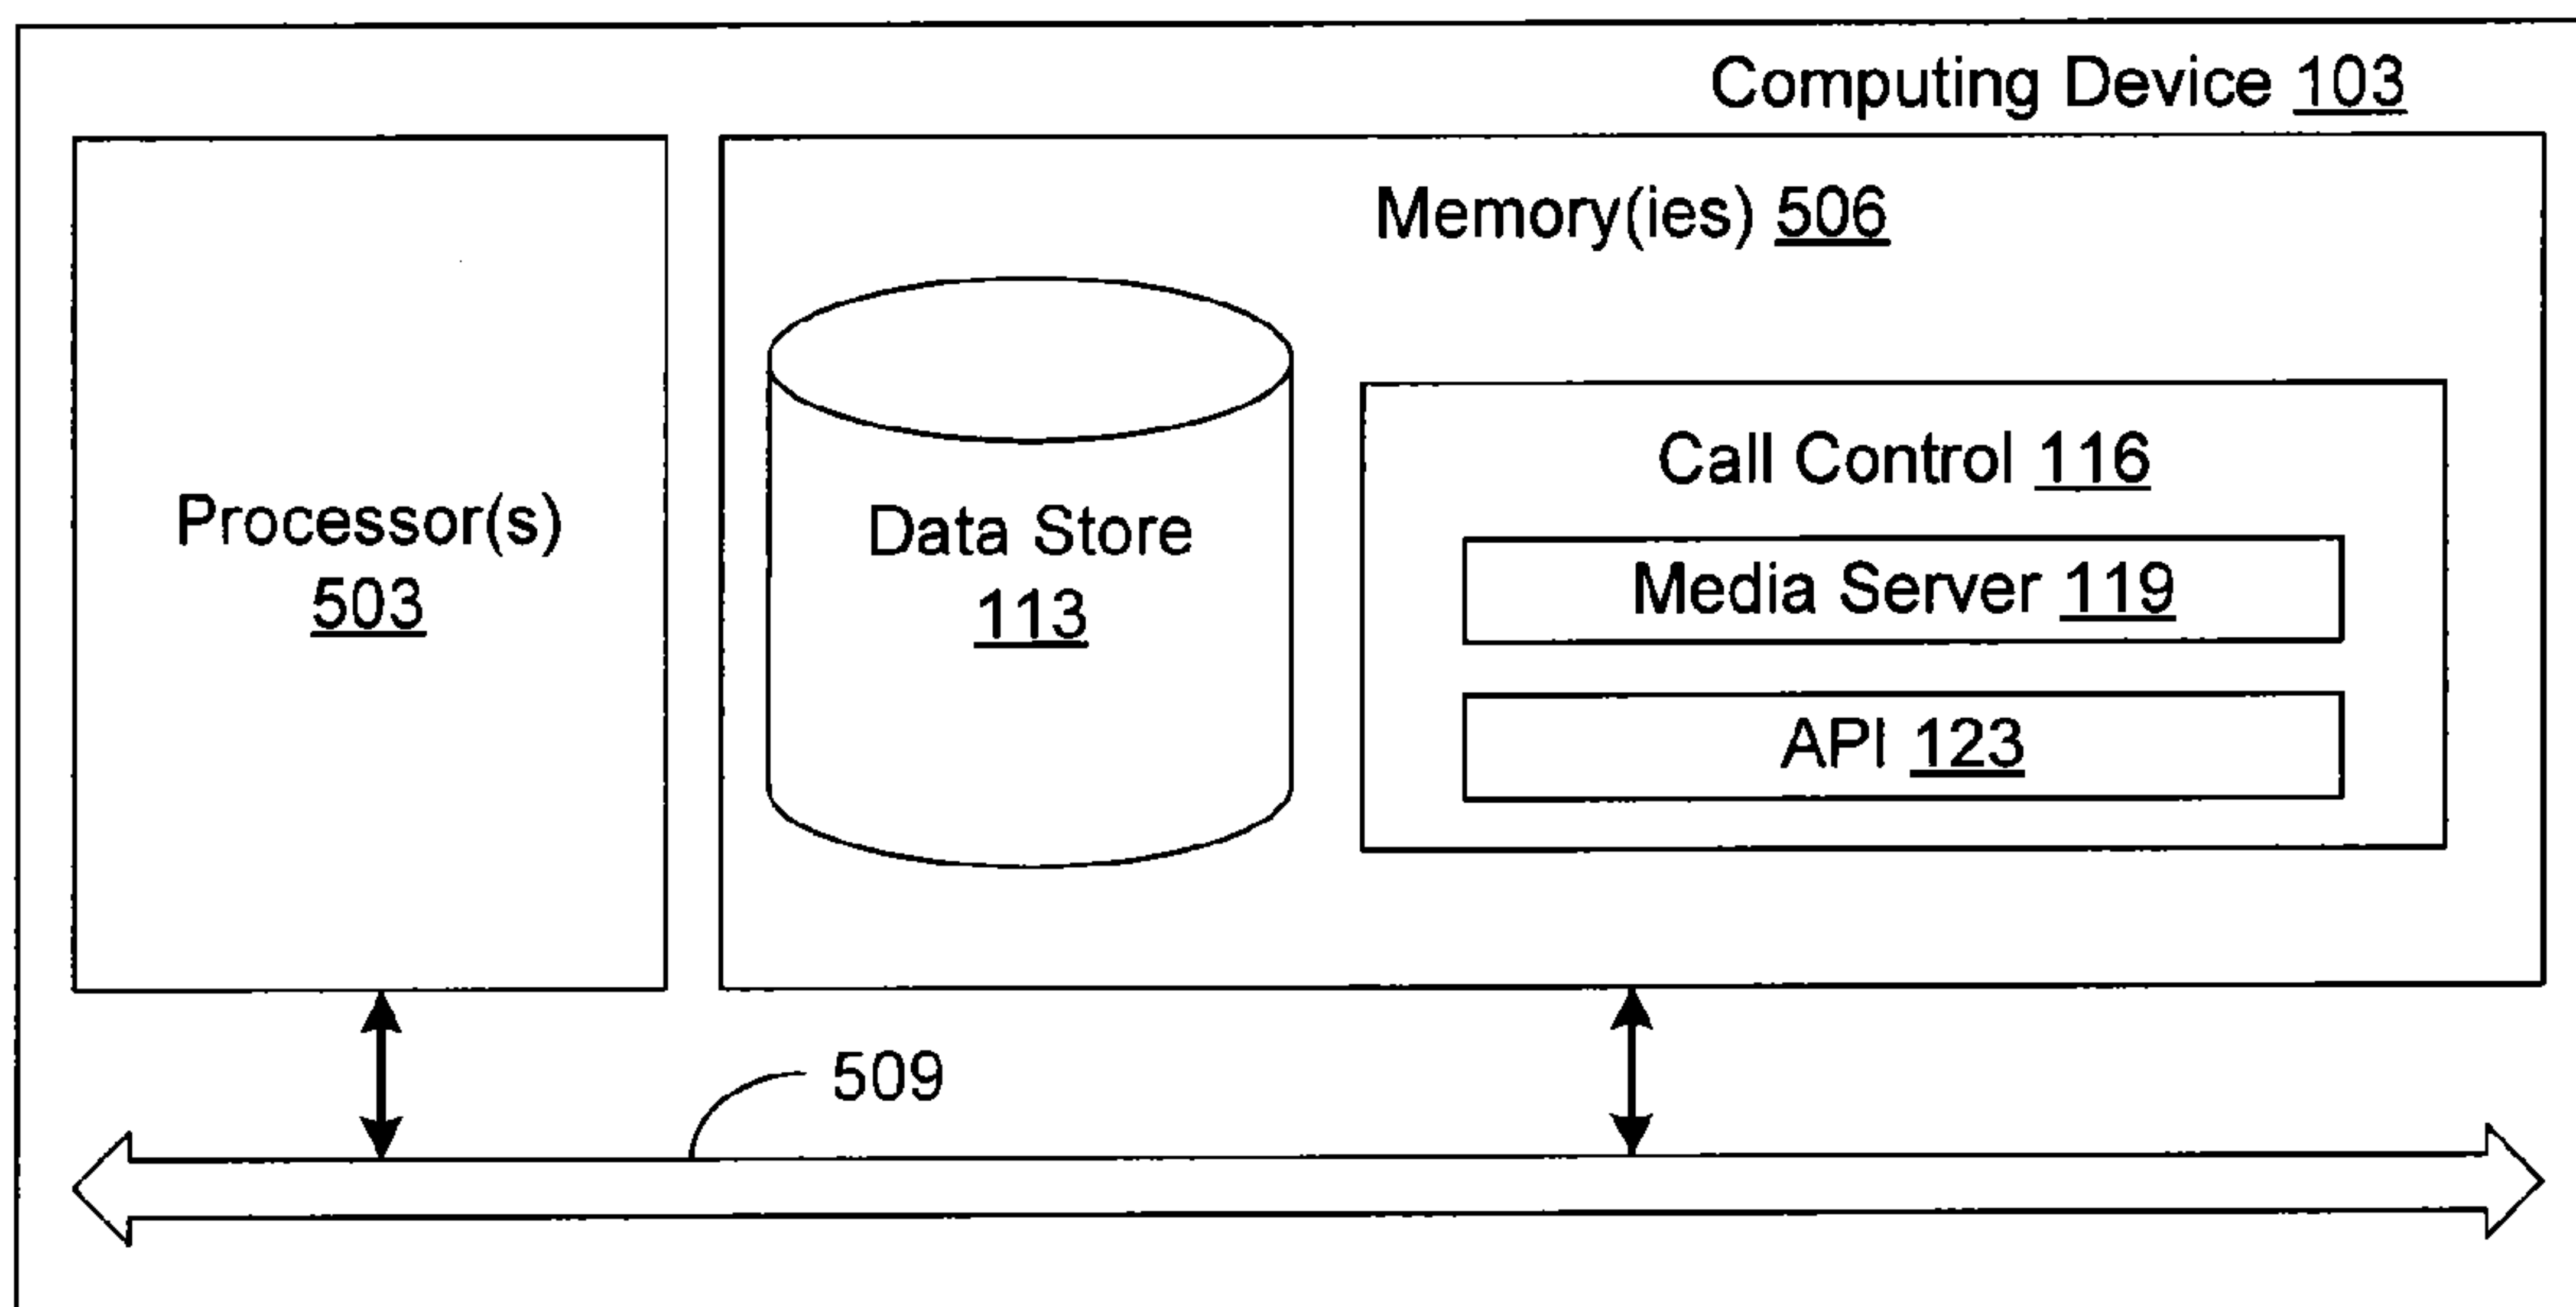 Computing Device 103
Memory(ies) 506
Processor(s)
503
Data Store
113
Call Control 116
Media Server 119
API 123
509